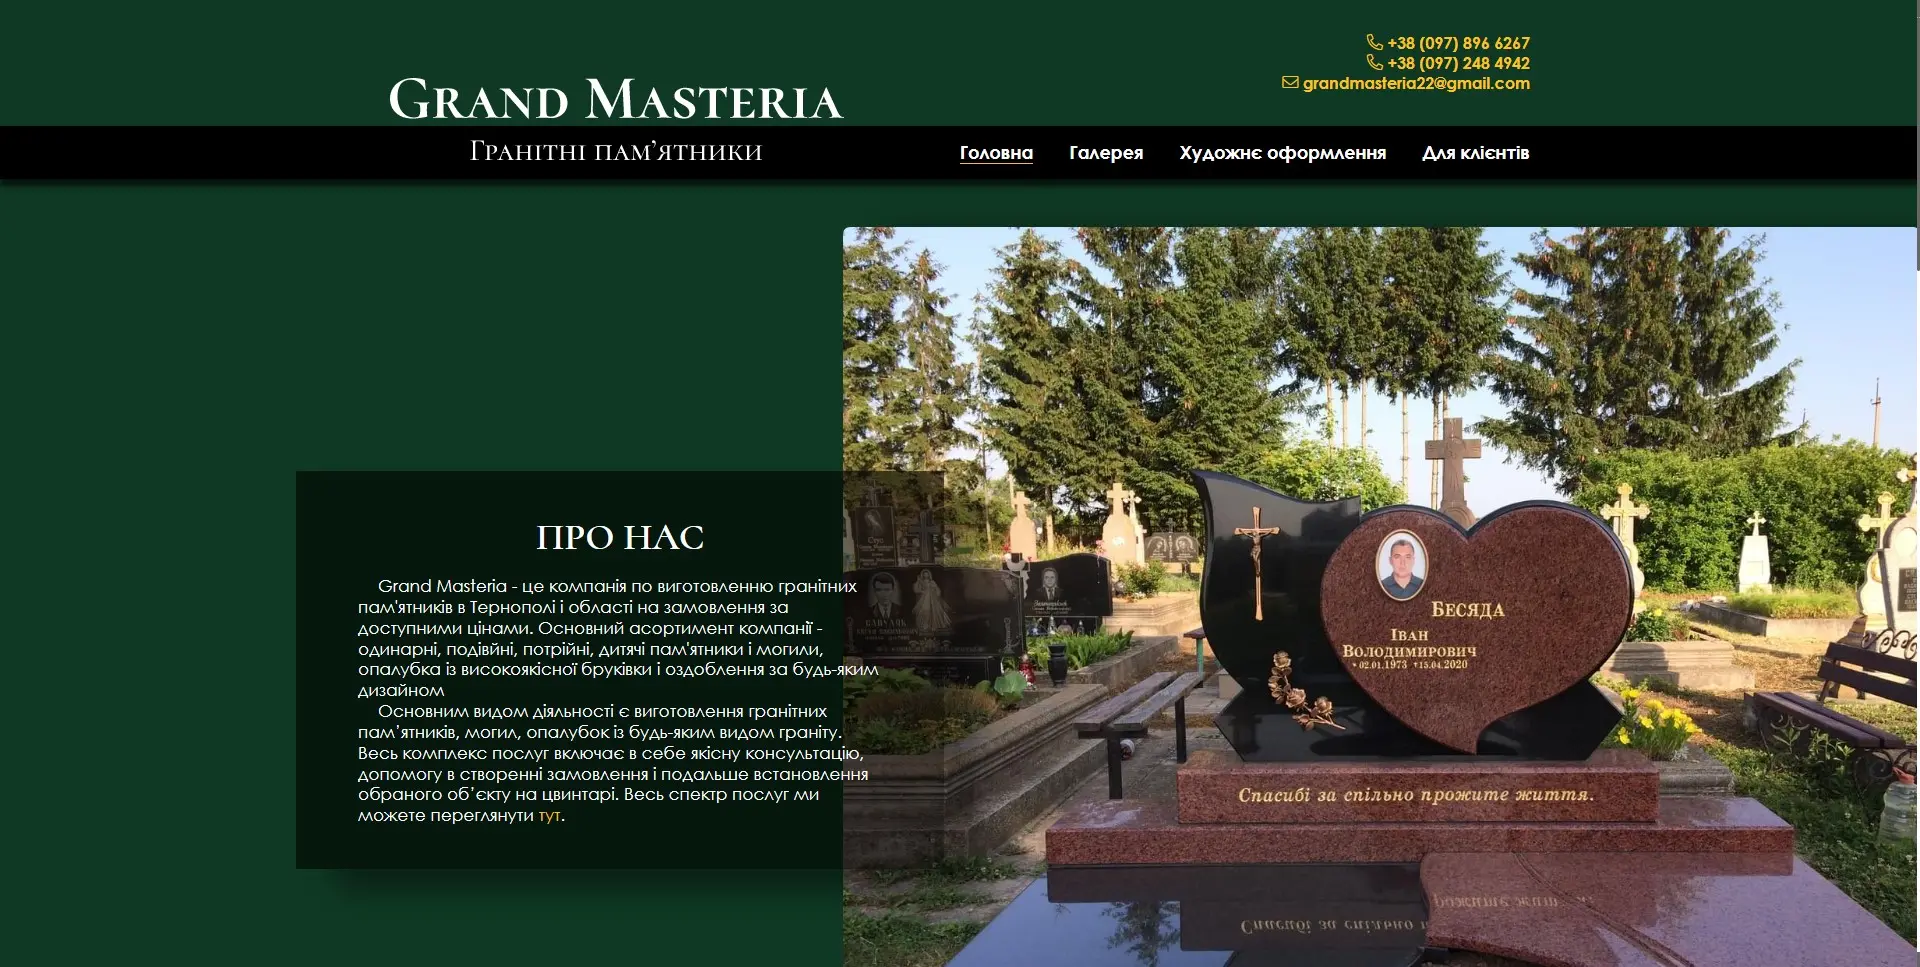 +38 (097) 896 6267
+38 (097) 248 4942
grandmasteria22@gmail.com
Grand Masteria
Гранітні пам’ятники
Головна Галерея Художнє оформлення Для клієнтів
ПРО НАС
Grand Masteria - це компанія по виготовленню гранітних
пам'ятників в Тернополі і області на замовлення за
доступними цінами. Основний асортимент компанії -
одинарні, подівйні, потрійні, дитячі пам'ятники і могили,
опалубка із високоякісної бруківки і оздоблення за будь-яким
дизайном
Основним видом діяльності є виготовлення гранітних
пам’ятників, могил, опалубок із будь-яким видом граніту.
Весь комплекс послуг включає в себе якісну консультацію,
допомогу в створенні замовлення і подальше встановлення
обраного об’єкту на цвинтарі. Весь спектр послуг ми
можете переглянути тут.
Бесяда
Іван
Володимирович
02.01.1973 15.04.2020
Спасибі за спільно прожите життя.